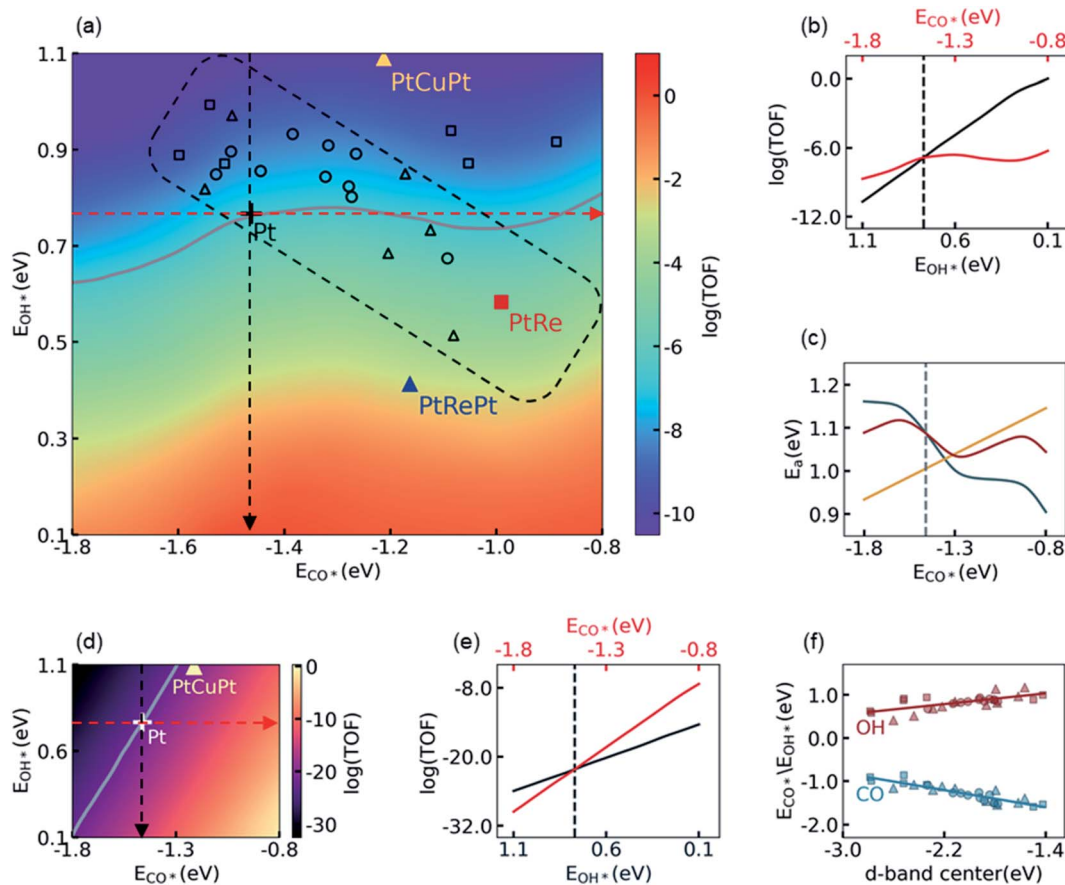 (a)
1.1
0.9
0.7
0.5
0.3
0.1
E_OH*(eV)
PtCuPt
Pt
PtRe
PtRePt
-1.8
-1.6
-1.4
-1.2
-1.0
-0.8
E_CO*(eV)
0
-2
-4
-6
-8
-10
log(TOF)
(b)
E_CO*(eV)
-1.8
-1.3
-0.8
0.0
-6.0
-12.0
log(TOF)
1.1
0.6
0.1
E_OH*(eV)
(c)
1.2
1.1
1.0
0.9
E_a(eV)
-1.8
-1.3
-0.8
E_CO*(eV)
(d)
1.1
0.6
0.1
E_OH*(eV)
PtCuPt
Pt
-1.8
-1.3
-0.8
E_CO*(eV)
0
-10
-20
-30
log(TOF)
(e)
E_CO*(eV)
-1.8
-1.3
-0.8
-8.0
-20.0
-32.0
log(TOF)
1.1
0.6
0.1
E_OH*(eV)
(f)
1.0
0.0
-1.0
-2.0
E_CO*\E_OH*(eV)
OH
CO
-3.0
-2.2
-1.4
d-band center(eV)